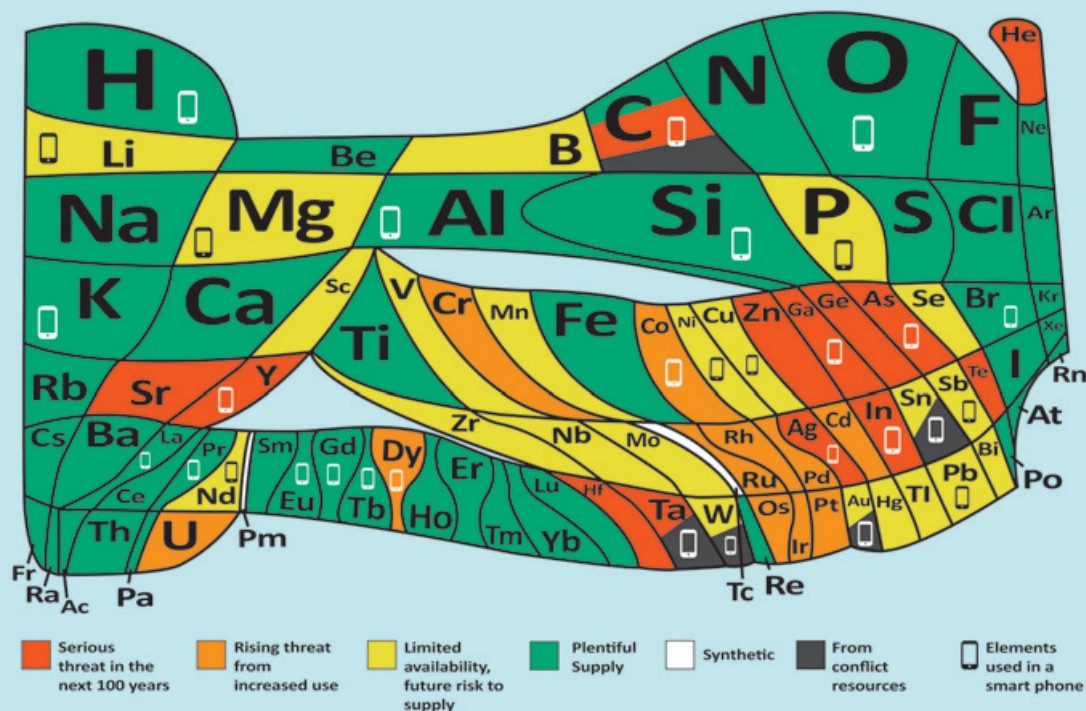 H
He
Li
Be
B
C
N
O
F
Ne
Na
Mg
Al
Si
P
S
Cl
Ar
K
Ca
Sc
Ti
V
Cr
Mn
Fe
Co
Ni
Cu
Zn
Ga
Ge
As
Se
Br
Kr
Rb
Sr
Y
Zr
Nb
Mo
Tc
Ru
Rh
Pd
Ag
Cd
In
Sn
Sb
Te
I
Xe
Cs
Ba
La
Ce
Pr
Nd
Pm
Sm
Eu
Gd
Tb
Dy
Ho
Er
Tm
Yb
Lu
Hf
Ta
W
Re
Os
Ir
Pt
Au
Hg
Tl
Pb
Bi
Po
At
Rn
Fr
Ra
Ac
Th
Pa
U
Serious
threat in the
next 100 years
Rising threat
from
increased use
Limited
availability,
future risk to
supply
Plentiful
Supply
Synthetic
From
conflict
resources
Elements
used in a
smart phone